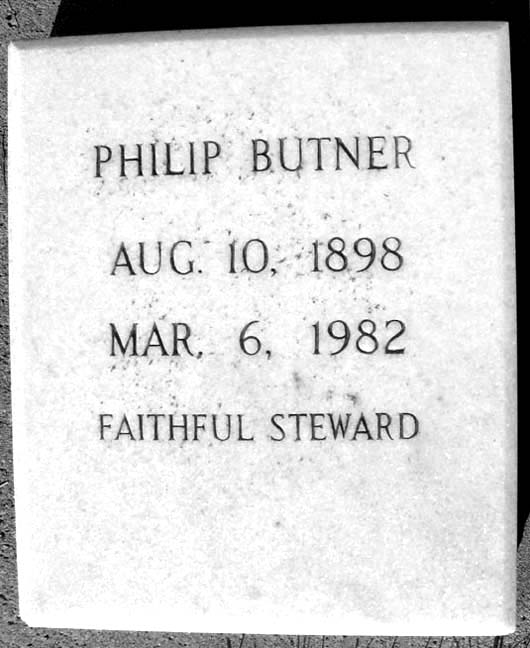 PHILIP BUTNER
AUG. 10, 1898
MAR. 6, 1982
FAITHFUL STEWARD